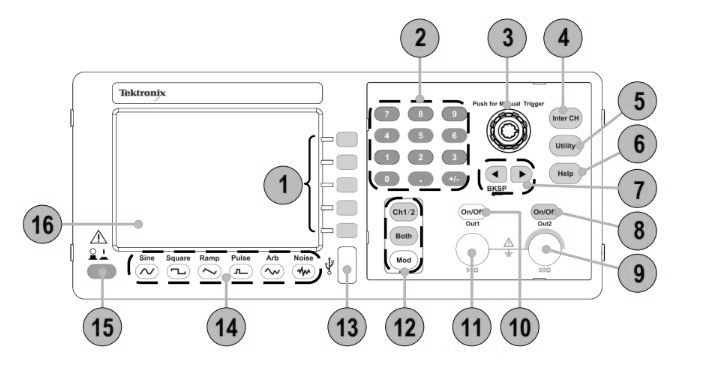 2 3 4
Tektronix
Push for Manual Trigger
7 8 9
Inter CH
5
4 5 6
Utility
6
1
1 2 3
Help
0 . +/-
BKSP
7
16
Ch1/2
On/Off
On/Off
Out1
Out2
8
Both
Sine Square Ramp Pulse Arb Noise
Mod
50Ω
50Ω
9
15 14 13 12 11 10